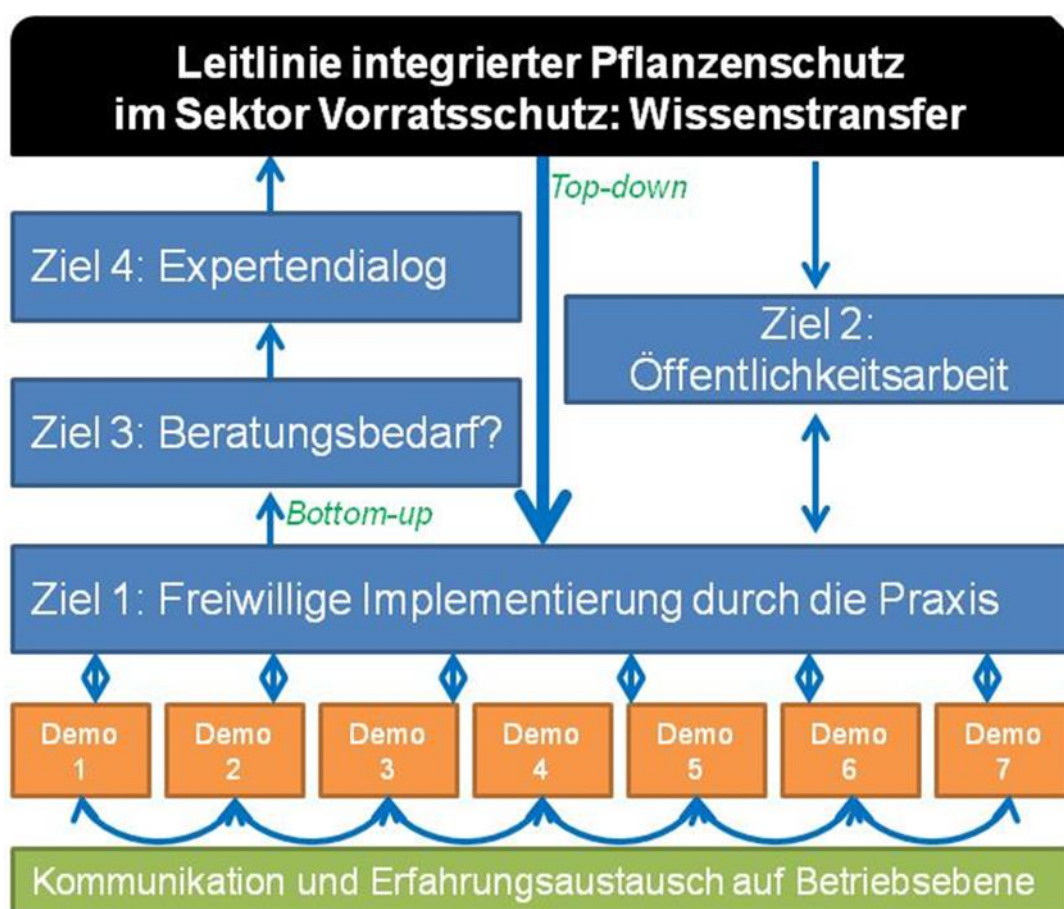 Leitlinie integrierter Pflanzenschutz
im Sektor Vorratsschutz: Wissenstransfer
Top-down
Ziel 4: Expertendialog
Ziel 2:
Öffentlichkeitsarbeit
Ziel 3: Beratungsbedarf?
Bottom-up
Ziel 1: Freiwillige Implementierung durch die Praxis
Demo
1
Demo
2
Demo
3
Demo
4
Demo
5
Demo
6
Demo
7
Kommunikation und Erfahrungsaustausch auf Betriebsebene